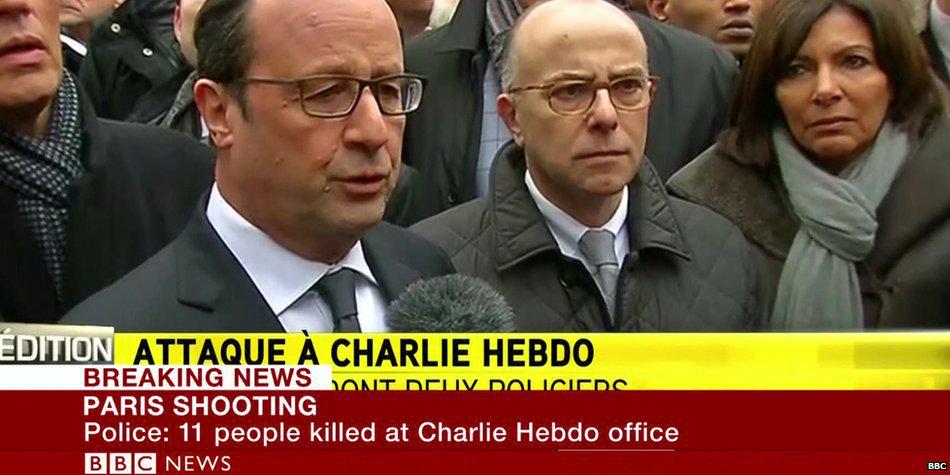 ÉDITION
ATTAQUE À CHARLIE HEBDO
DONT DEUX POLICIERS
BREAKING NEWS
PARIS SHOOTING
Police: 11 people killed at Charlie Hebdo office
BBC NEWS
BBC